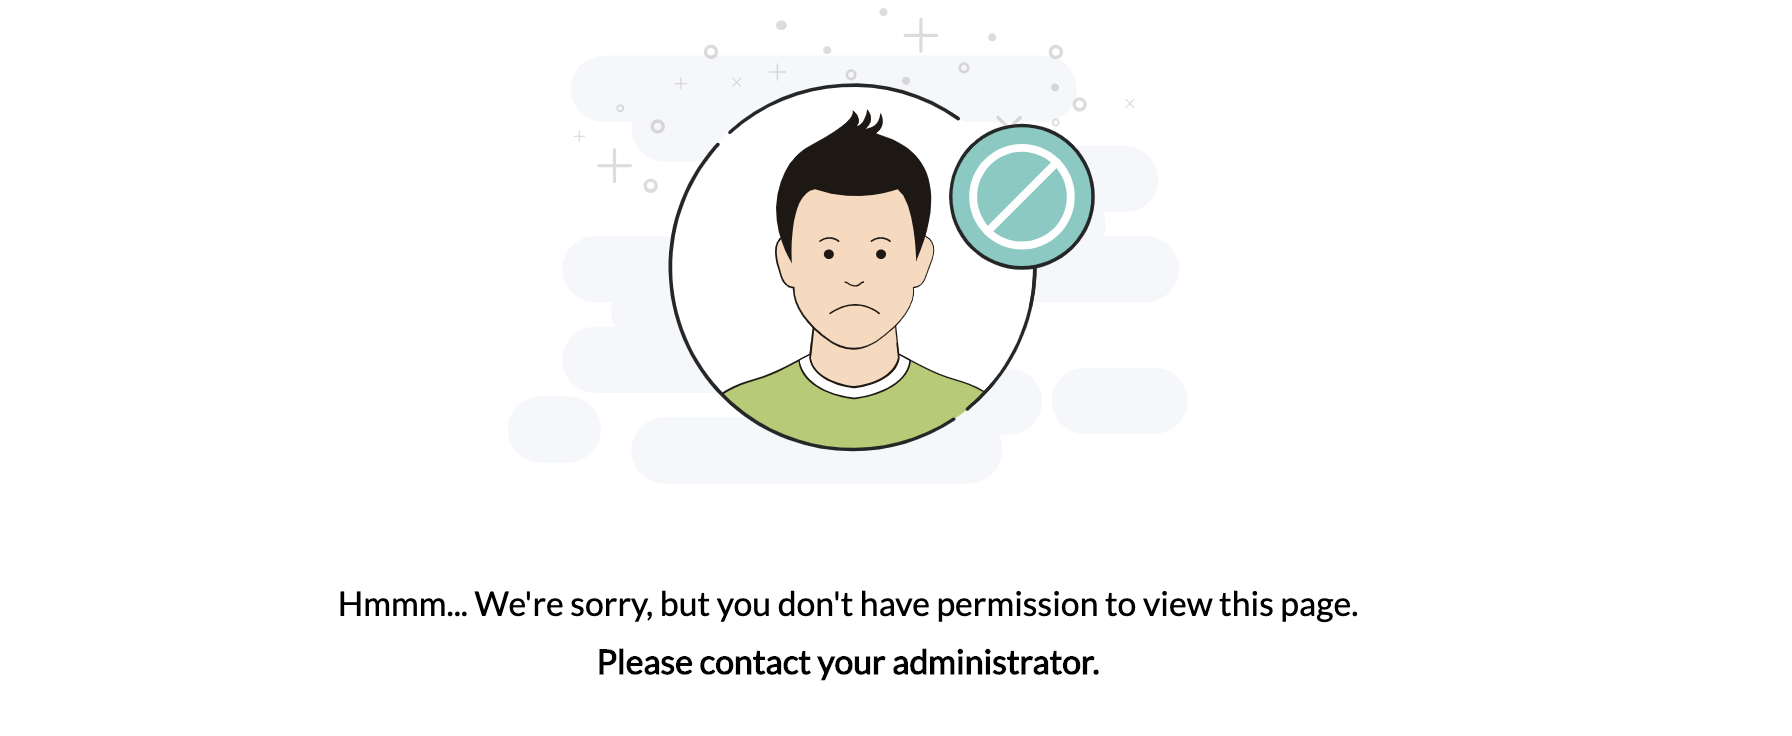 Hmmm... We're sorry, but you don't have permission to view this page.
Please contact your administrator.